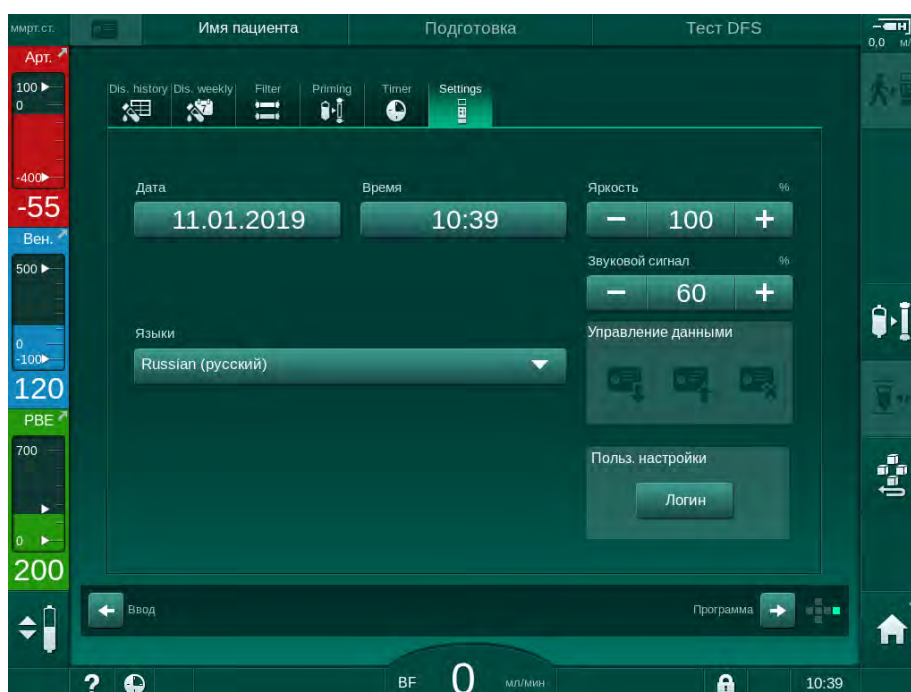 ммрт.ст.
Имя пациента
Подготовка
Тест DFS
0,0 м/
Арт.
100
0
-400
-55
Вен.
500
0
-100
120
PBE
700
0
200
Dis. history
Dis. weekly
Filter
Priming
Timer
Settings
7
Дата
Время
Яркость %
11.01.2019
10:39
− 100 +
Звуковой сигнал %
− 60 +
Языки
Управление данными
Russian (русский)
Польз. настройки
Логин
Ввод
Программа
?
BF 0 мл/мин
10:39